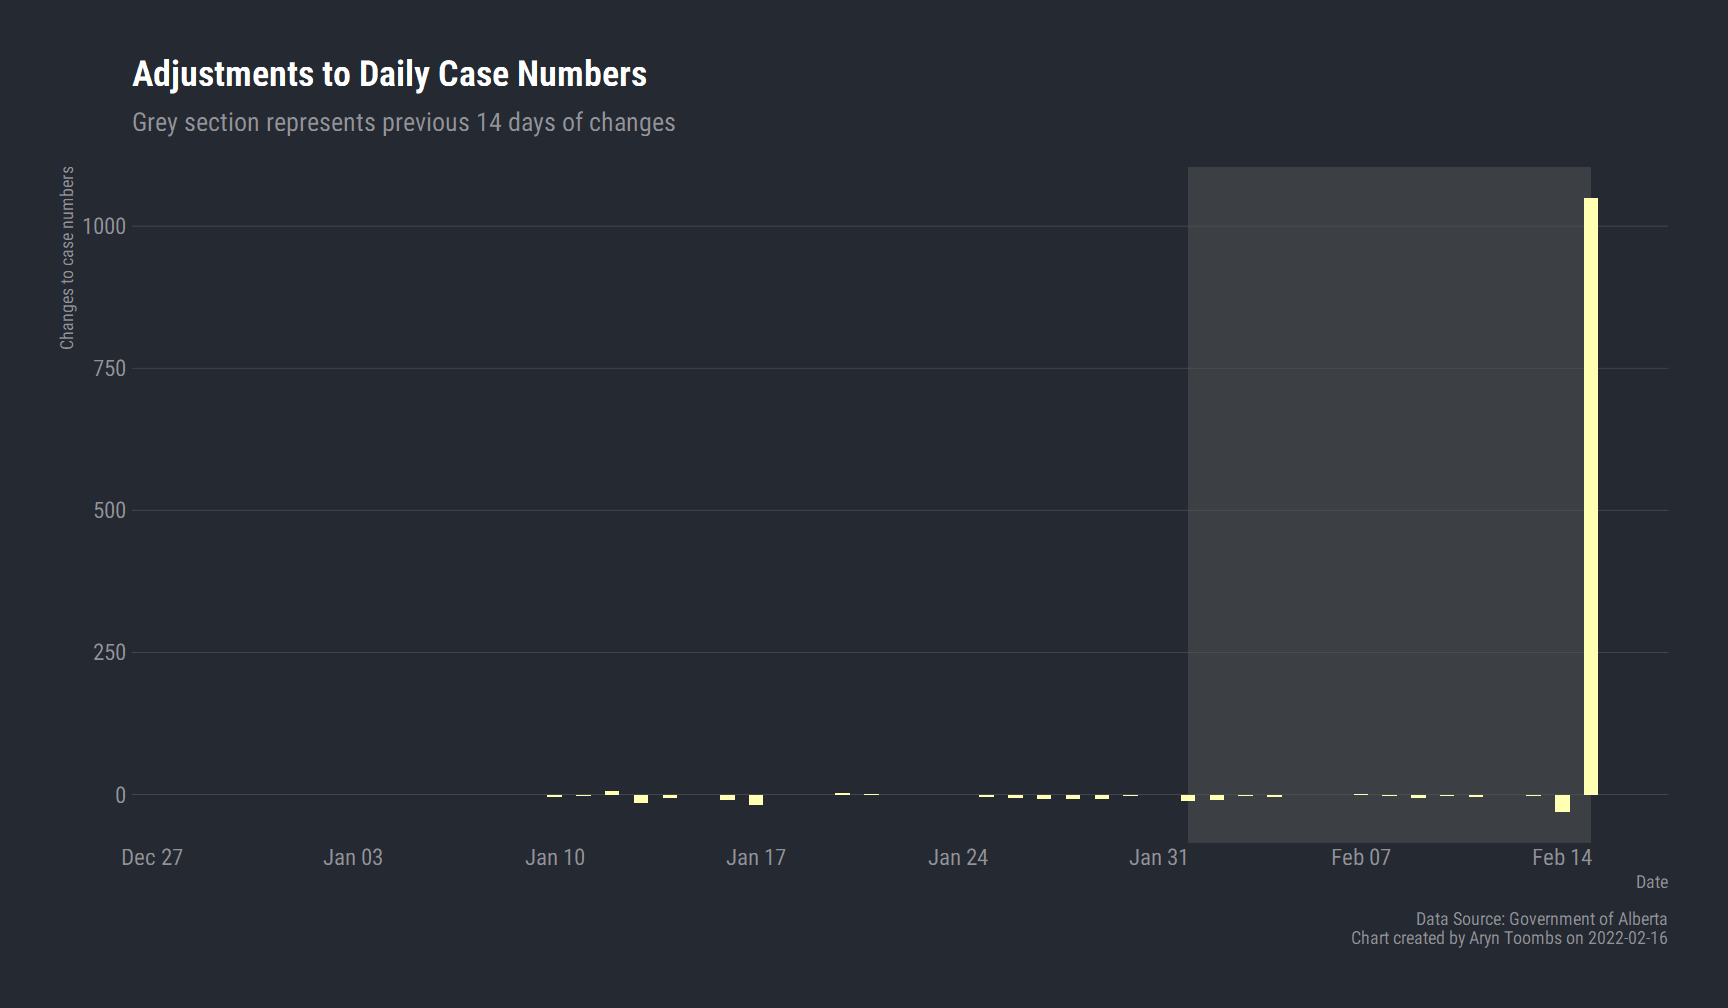 Adjustments to Daily Case Numbers
Grey section represents previous 14 days of changes
Changes to case numbers
1000
750
500
250
0
Dec 27
Jan 03
Jan 10
Jan 17
Jan 24
Jan 31
Feb 07
Feb 14
Date
Data Source: Government of Alberta
Chart created by Aryn Toombs on 2022-02-16